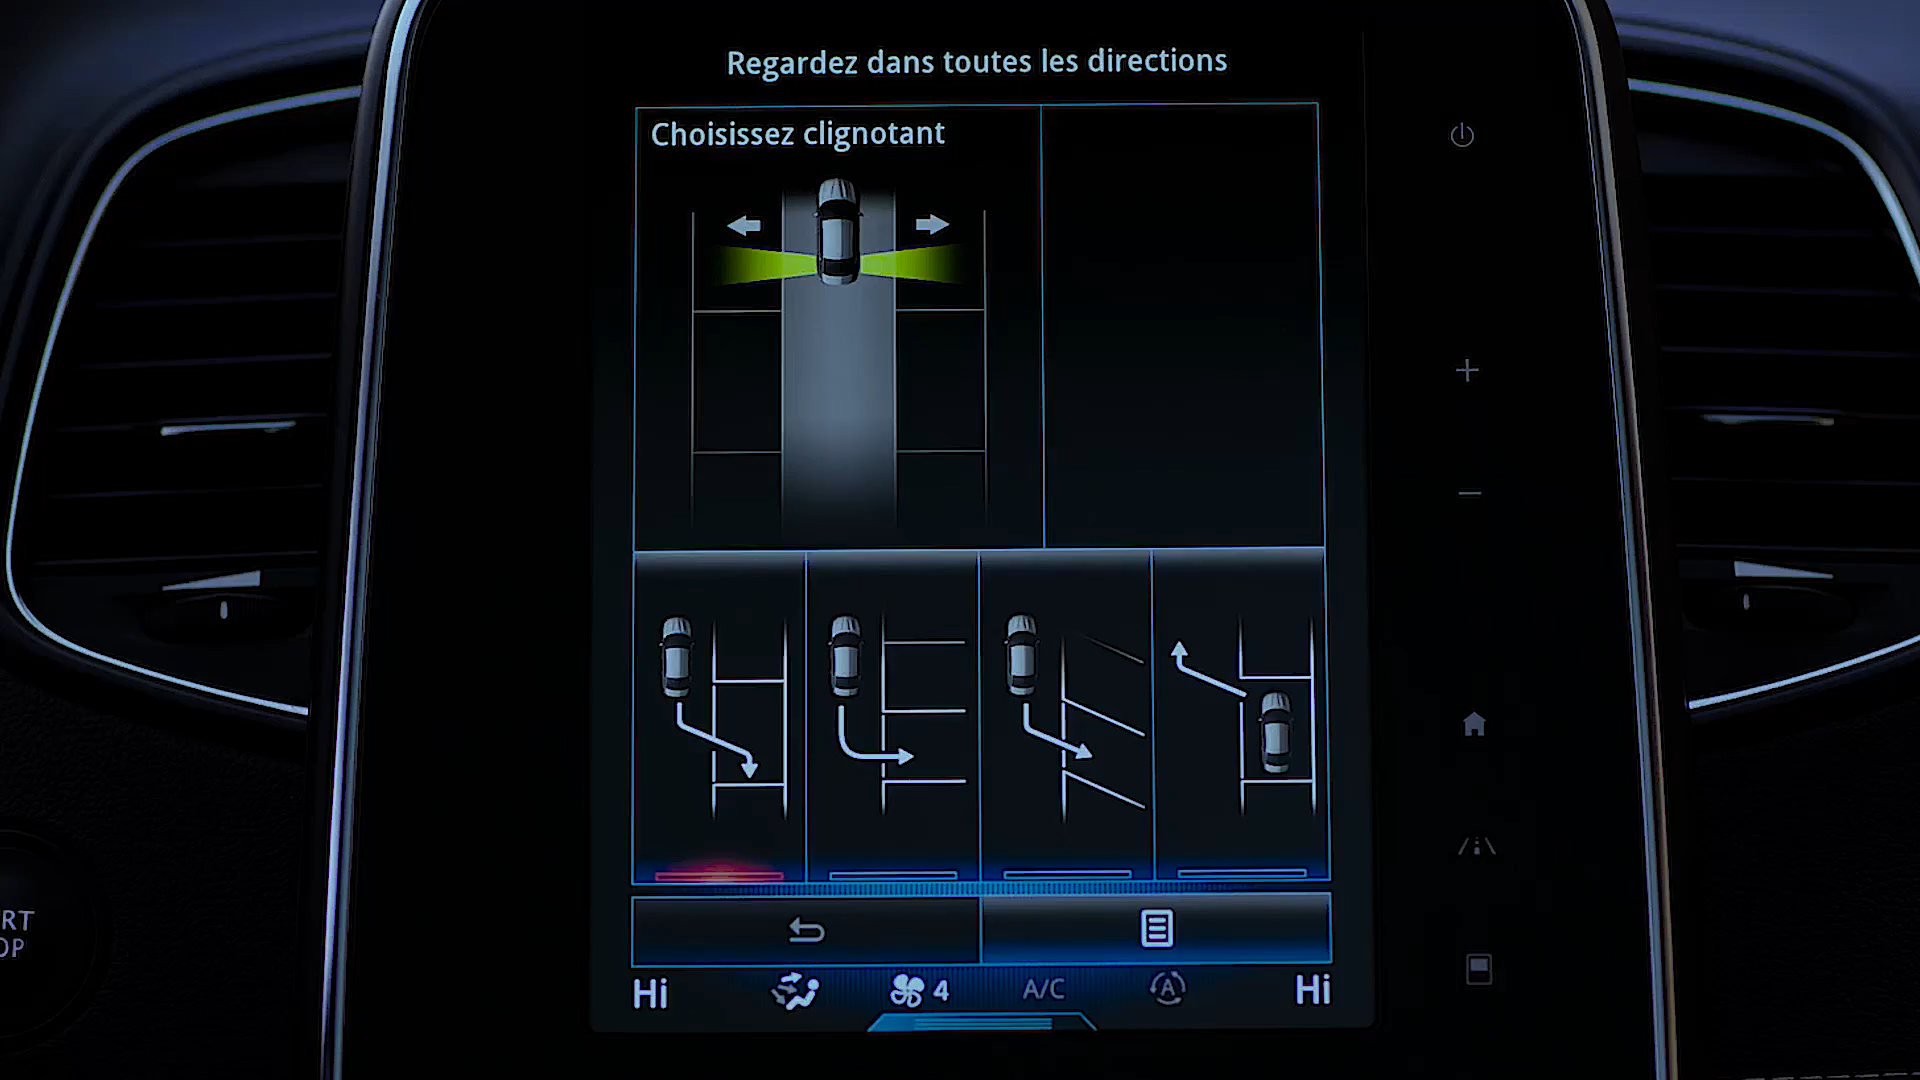 Regardez dans toutes les directions
Choisissez clignotant
RT
OP
Hi
4
A/C
A
Hi